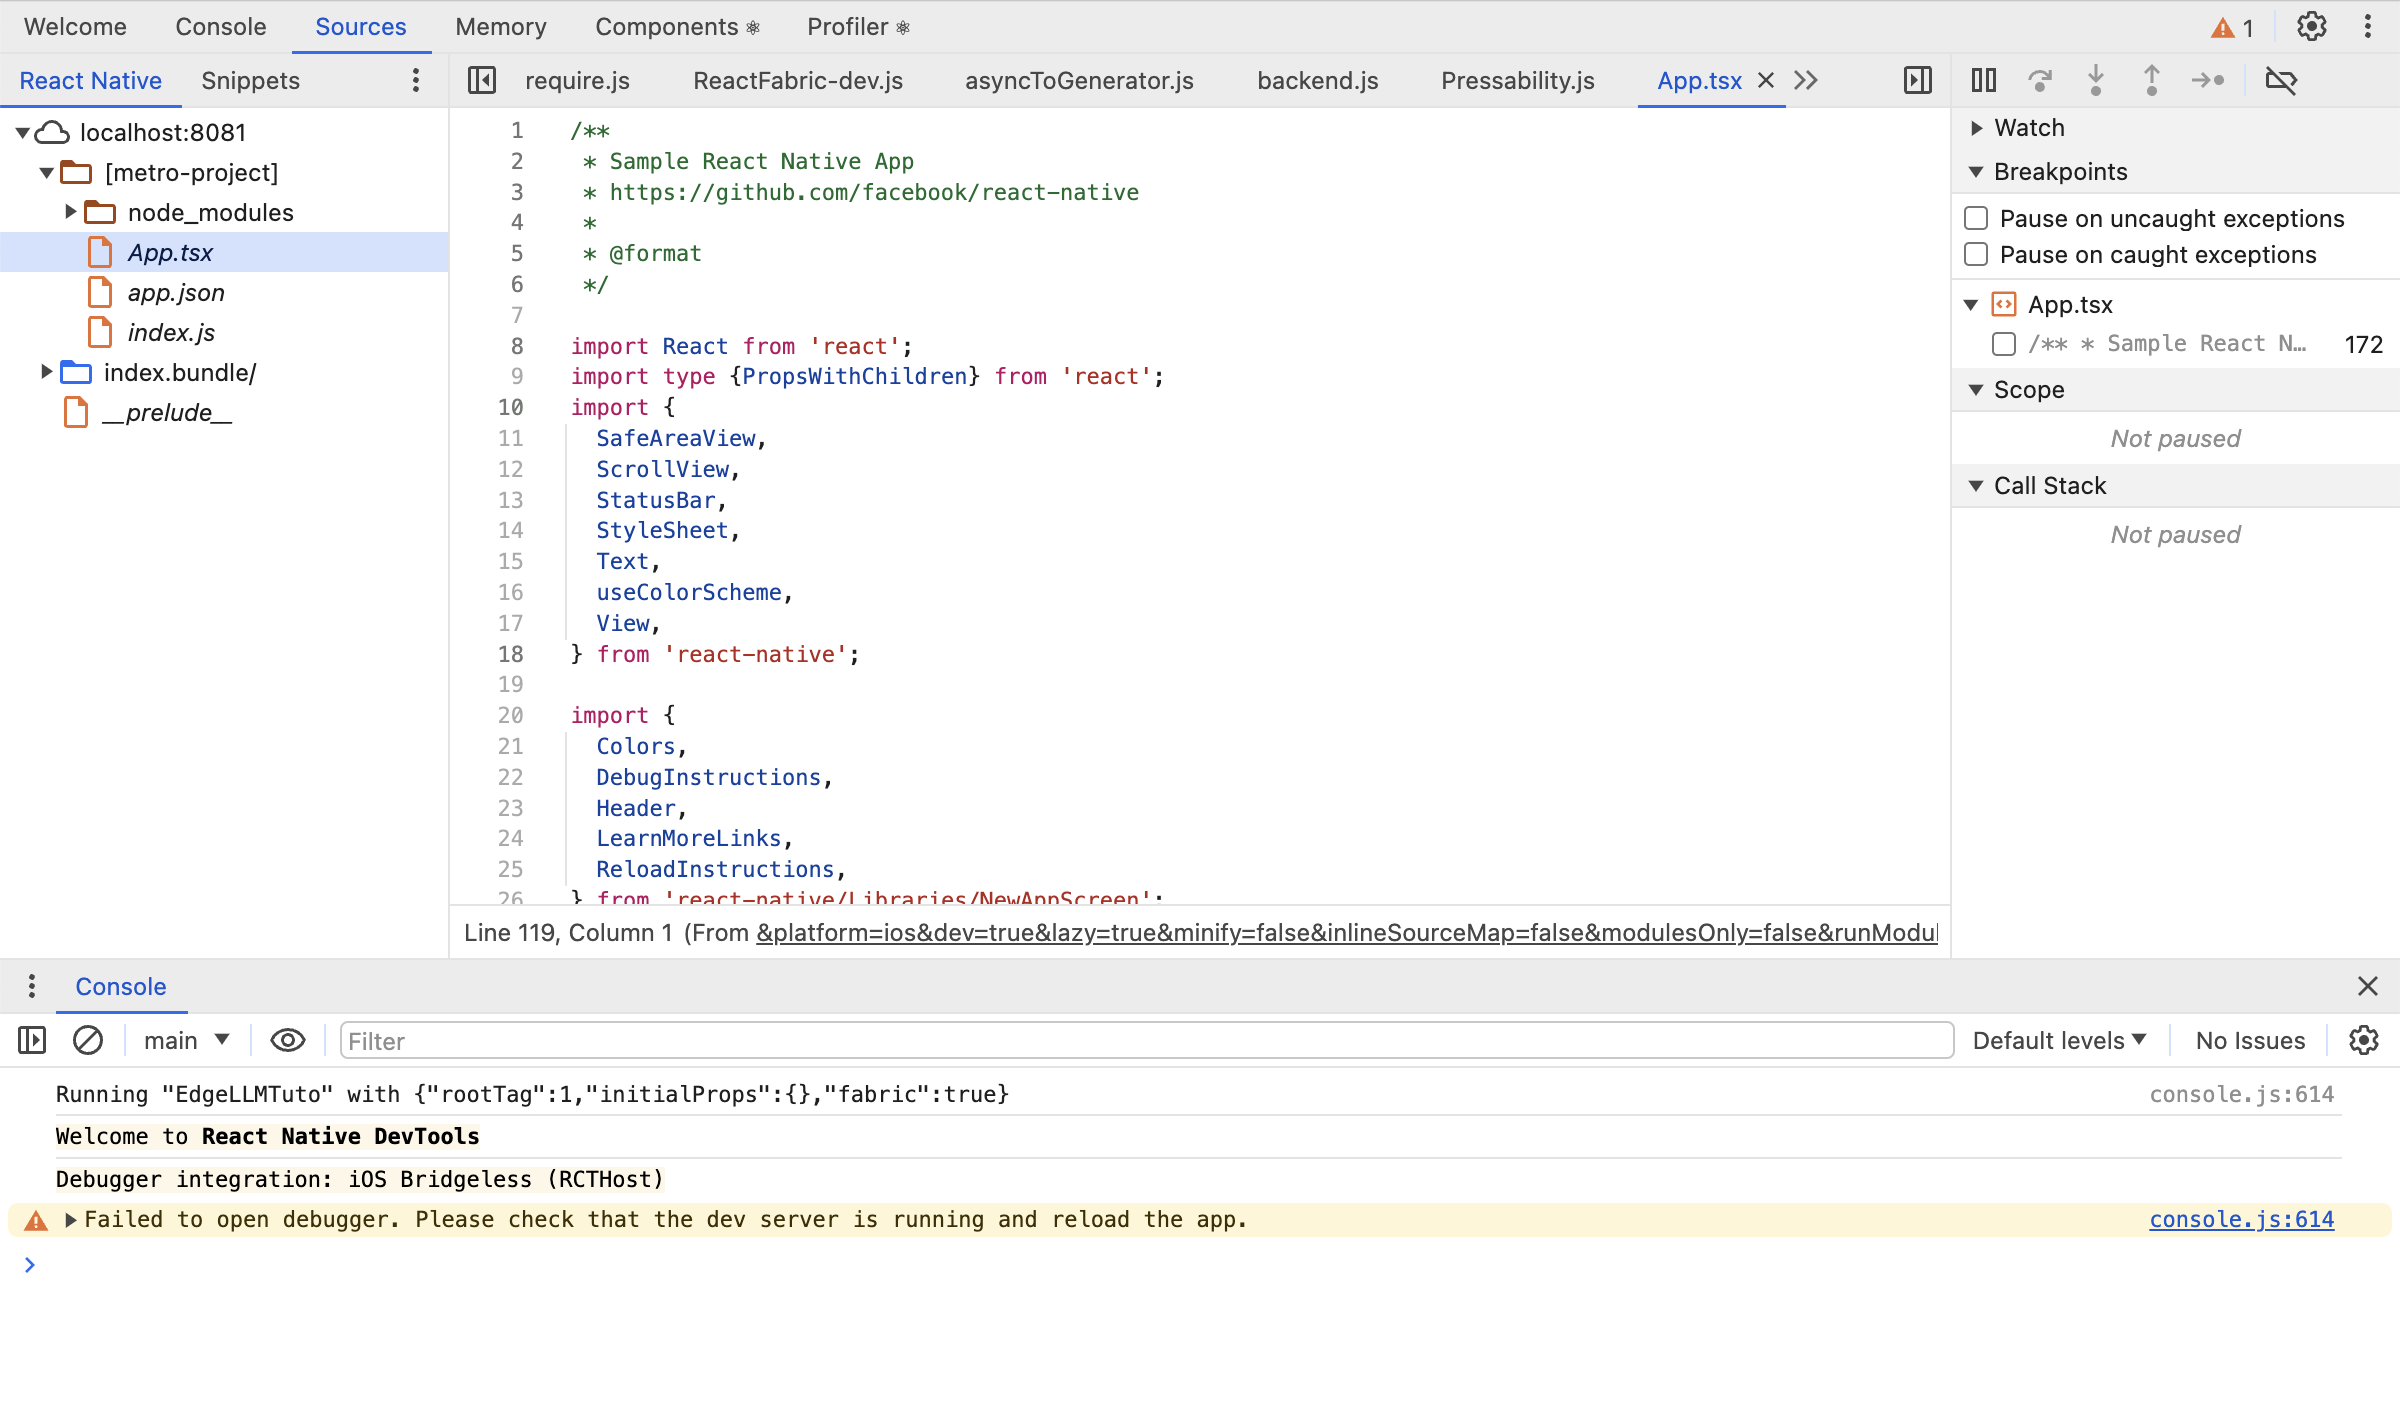 Welcome Console Sources Memory Components ⚛ Profiler ⚛ 1
React Native Snippets require.js ReactFabric-dev.js asyncToGenerator.js backend.js Pressability.js App.tsx
localhost:8081
[metro-project]
node_modules
App.tsx
app.json
index.js
index.bundle/
__prelude__
1 /**
2  * Sample React Native App
3  * https://github.com/facebook/react-native
4  *
5  * @format
6  */
7
8 import React from 'react';
9 import type {PropsWithChildren} from 'react';
10 import {
11   SafeAreaView,
12   ScrollView,
13   StatusBar,
14   StyleSheet,
15   Text,
16   useColorScheme,
17   View,
18 } from 'react-native';
19
20 import {
21   Colors,
22   DebugInstructions,
23   Header,
24   LearnMoreLinks,
25   ReloadInstructions,
26 } from 'react-native/Libraries/NewAppScreen';
Line 119, Column 1 (From &platform=ios&dev=true&lazy=true&minify=false&inlineSourceMap=false&modulesOnly=false&runModul
Watch
Breakpoints
Pause on uncaught exceptions
Pause on caught exceptions
App.tsx
/** * Sample React N… 172
Scope
Not paused
Call Stack
Not paused
Console
main Filter Default levels No Issues
Running "EdgeLLMTuto" with {"rootTag":1,"initialProps":{},"fabric":true} console.js:614
Welcome to React Native DevTools
Debugger integration: iOS Bridgeless (RCTHost)
Failed to open debugger. Please check that the dev server is running and reload the app. console.js:614